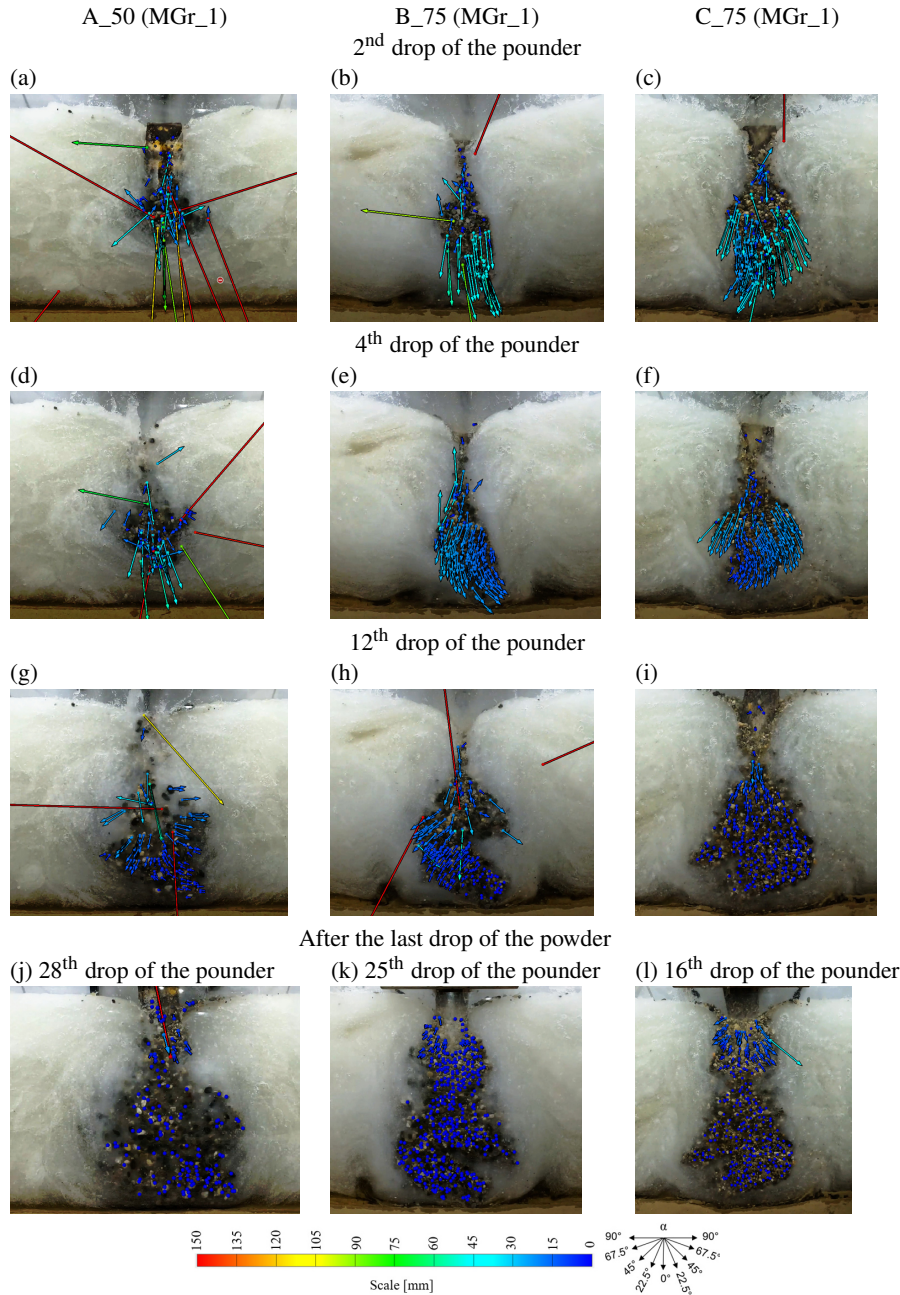 A_50 (MGr_1) B_75 (MGr_1) C_75 (MGr_1)
2nd drop of the pounder
(a) (b) (c)
4th drop of the pounder
(d) (e) (f)
12th drop of the pounder
(g) (h) (i)
After the last drop of the powder
(j) 28th drop of the pounder (k) 25th drop of the pounder (l) 16th drop of the pounder
150 135 120 105 90 75 60 45 30 15 0
Scale [mm]
α
90° 90°
67.5° 67.5°
45° 45°
22.5° 22.5°
0°